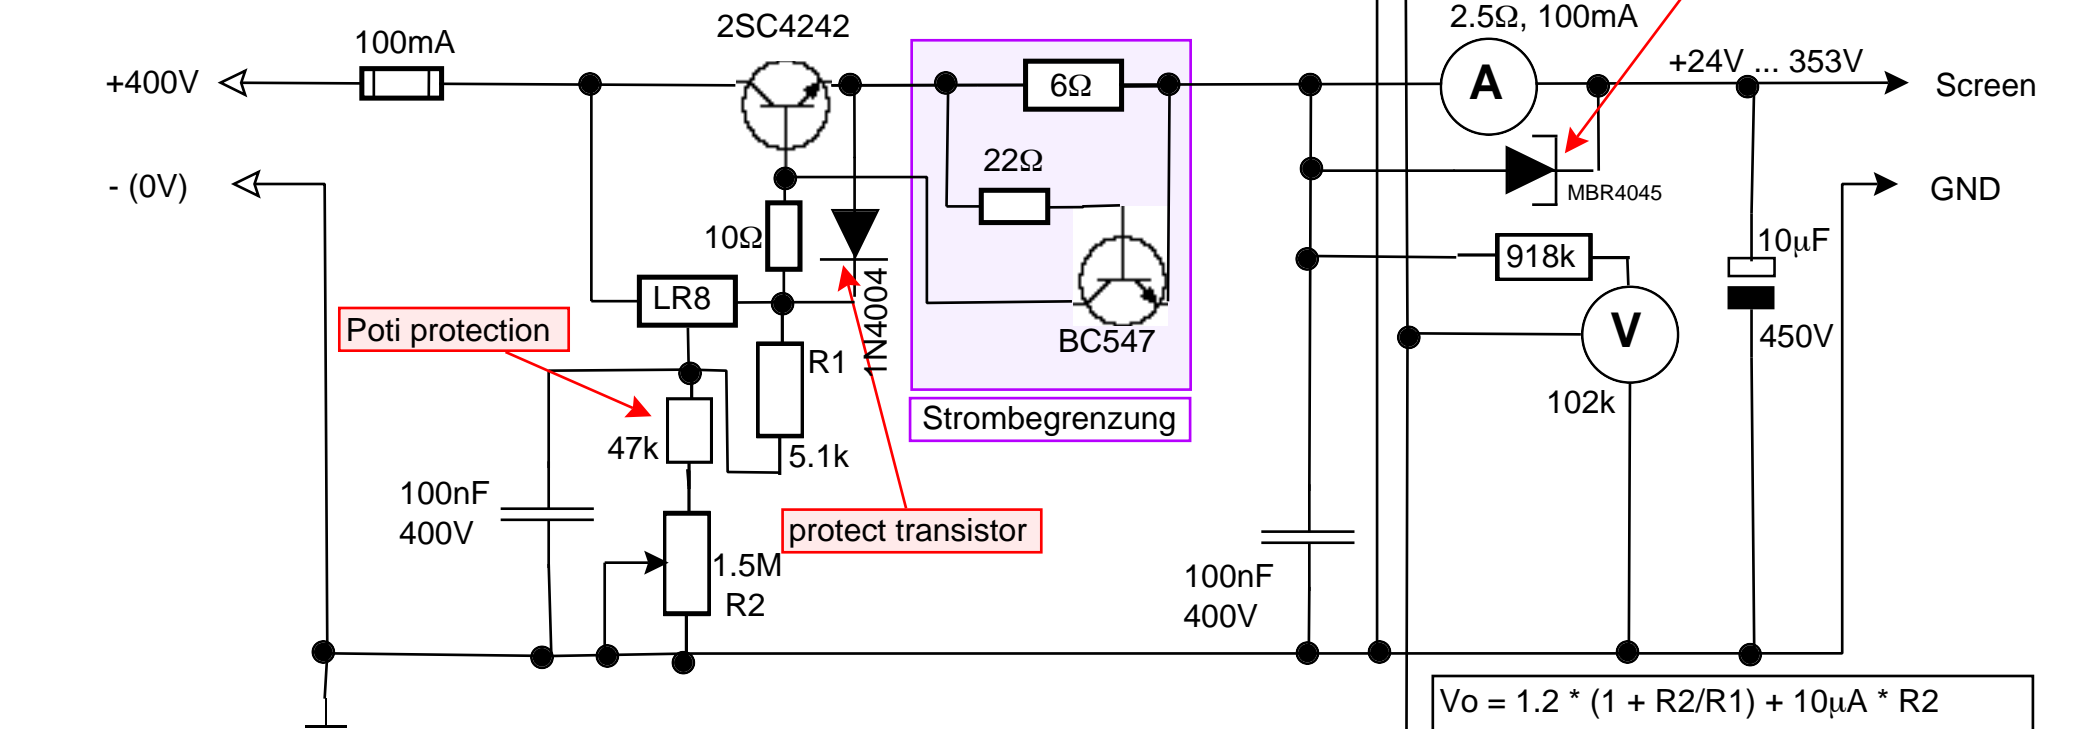 2SC4242
2.5Ω, 100mA
100mA
+400V
6Ω
A
+24V ... 353V
Screen
22Ω
- (0V)
MBR4045
GND
10Ω
10μF
918k
LR8
1N4004
Poti protection
BC547
V
450V
R1
102k
Strombegrenzung
47k
5.1k
100nF
400V
protect transistor
1.5M
R2
100nF
400V
Vo = 1.2 * (1 + R2/R1) + 10μA * R2